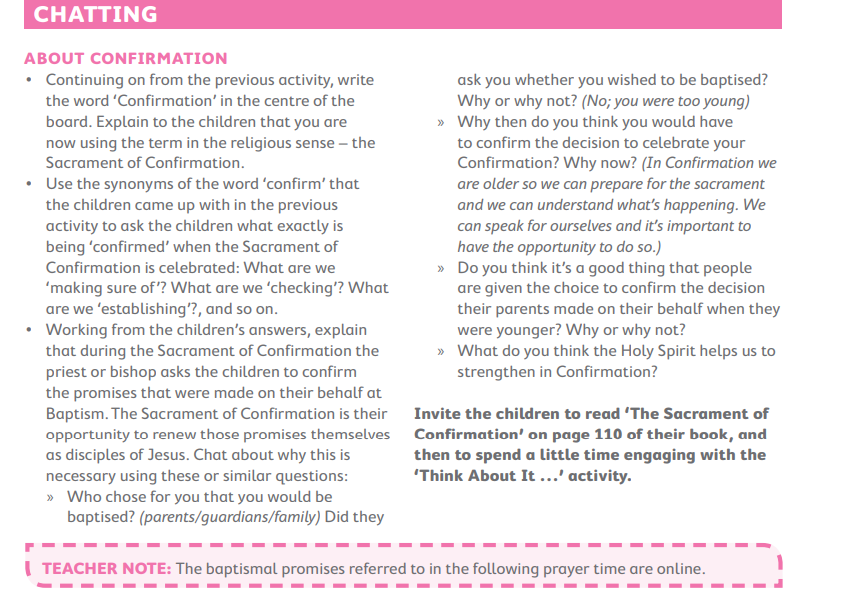 CHATTING
ABOUT CONFIRMATION
• Continuing on from the previous activity, write
the word ‘Confirmation’ in the centre of the
board. Explain to the children that you are
now using the term in the religious sense – the
Sacrament of Confirmation.
• Use the synonyms of the word ‘confirm’ that
the children came up with in the previous
activity to ask the children what exactly is
being ‘confirmed’ when the Sacrament of
Confirmation is celebrated: What are we
‘making sure of’? What are we ‘checking’? What
are we ‘establishing’?, and so on.
• Working from the children’s answers, explain
that during the Sacrament of Confirmation the
priest or bishop asks the children to confirm
the promises that were made on their behalf at
Baptism. The Sacrament of Confirmation is their
opportunity to renew those promises themselves
as disciples of Jesus. Chat about why this is
necessary using these or similar questions:
» Who chose for you that you would be
baptised? (parents/guardians/family) Did they
ask you whether you wished to be baptised?
Why or why not? (No; you were too young)
» Why then do you think you would have
to confirm the decision to celebrate your
Confirmation? Why now? (In Confirmation we
are older so we can prepare for the sacrament
and we can understand what’s happening. We
can speak for ourselves and it’s important to
have the opportunity to do so.)
» Do you think it’s a good thing that people
are given the choice to confirm the decision
their parents made on their behalf when they
were younger? Why or why not?
» What do you think the Holy Spirit helps us to
strengthen in Confirmation?
Invite the children to read ‘The Sacrament of
Confirmation’ on page 110 of their book, and
then to spend a little time engaging with the
‘Think About It …’ activity.
TEACHER NOTE: The baptismal promises referred to in the following prayer time are online.